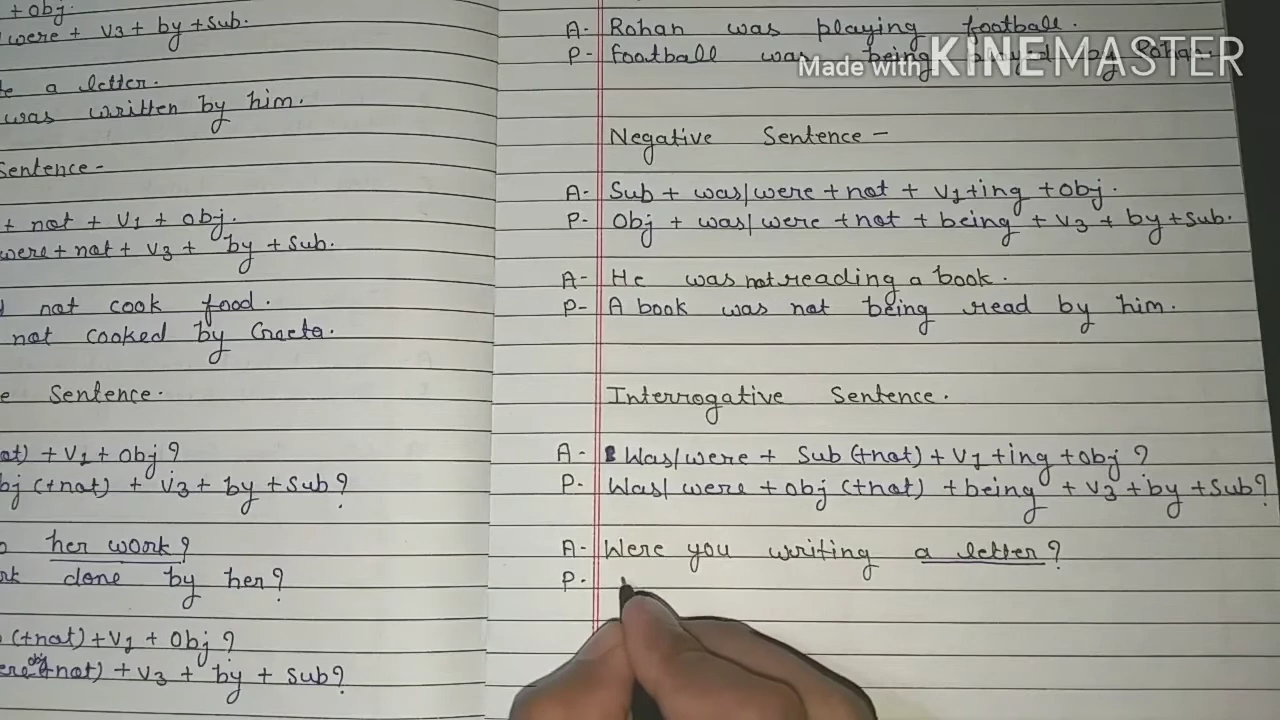 + obj.
were + V3 + by + sub.
a letter.
was written by him.
Sentence-
+ not + V1 + obj.
were + not + V3 + by + sub.
not cook food.
not cooked by Greeta.
Sentence.
+ V1 + obj?
(+not) + V3 + by + sub?
her work?
done by her?
(+not) + V1 + obj?
obj
(+not) + V3 + by + sub?
A- Rohan was playing football.
P- football was being by Rohan.
Made with KINEMASTER
Negative Sentence-
A- Sub + was/were + not + V1 + ing + obj.
P- Obj + was/were + not + being + V3 + by + sub.
A- He was not reading a book.
P- A book was not being read by him.
Interrogative Sentence.
A- Was/were + Sub (+not) + V1 + ing + obj?
P. Was/were + obj (+not) + being + V3 + by + sub?
A- Were you writing a letter?
P.